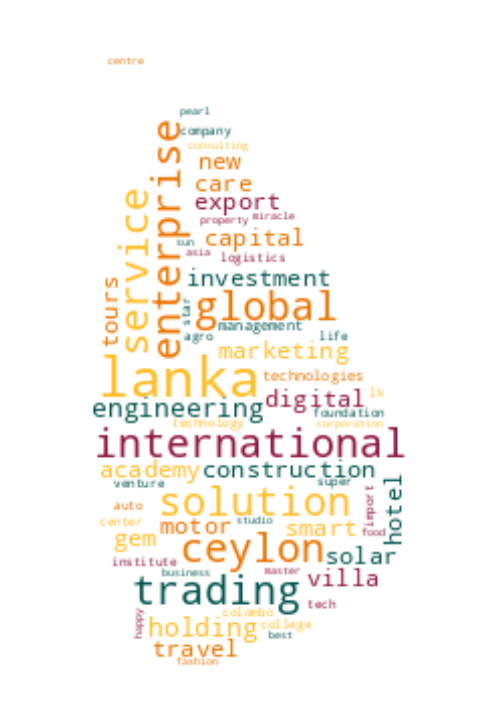 centre
pearl
company
consulting
new
care
enterprise
service
export
property miracle
sun capital
asia logistics
investment
tours
star global
management
agro life
marketing
lanka technologies
digital lk
engineering foundation
technology corporation
international
academy construction
venture super
hotel
import
solution
auto
center motor studio smart food
gem ceylon solar
institute master villa
business
trading tech
happy
colombo
holding college
best
travel
fashion